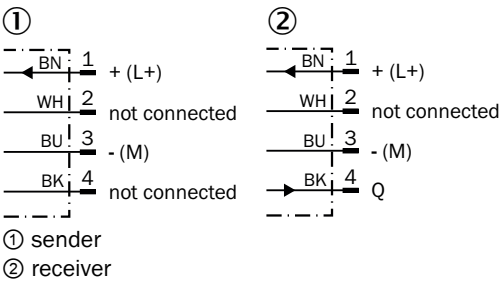 ① ②
BN 1 + (L+)
WH 2 not connected
BU 3 - (M)
BK 4 not connected
BN 1 + (L+)
WH 2 not connected
BU 3 - (M)
BK 4 Q
① sender
② receiver